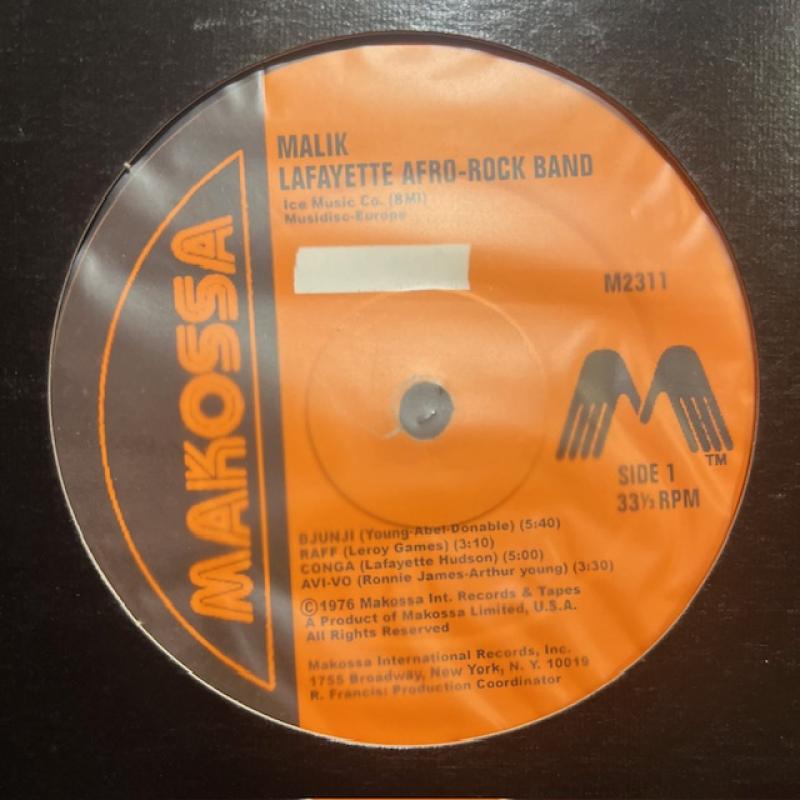 MALIK
LAFAYETTE AFRO-ROCK BAND
Ice Music Co. (BMI)
Musidisc-Europe
M2311
MAKOSSA
M
TM
SIDE 1
33⅓ RPM
DJUNJI (Young-Abel-Donable) (5:40)
RAFF (Leroy Games) (3:10)
CONGA (Lafayette Hudson) (5:00)
AVI-VO (Ronnie James-Arthur young) (3:30)
©1976 Makossa Int. Records & Tapes
A Product of Makossa Limited, U.S.A.
All Rights Reserved
Makossa International Records, Inc.
1755 Broadway, New York, N. Y. 10019
R. Francis: Production Coordinator